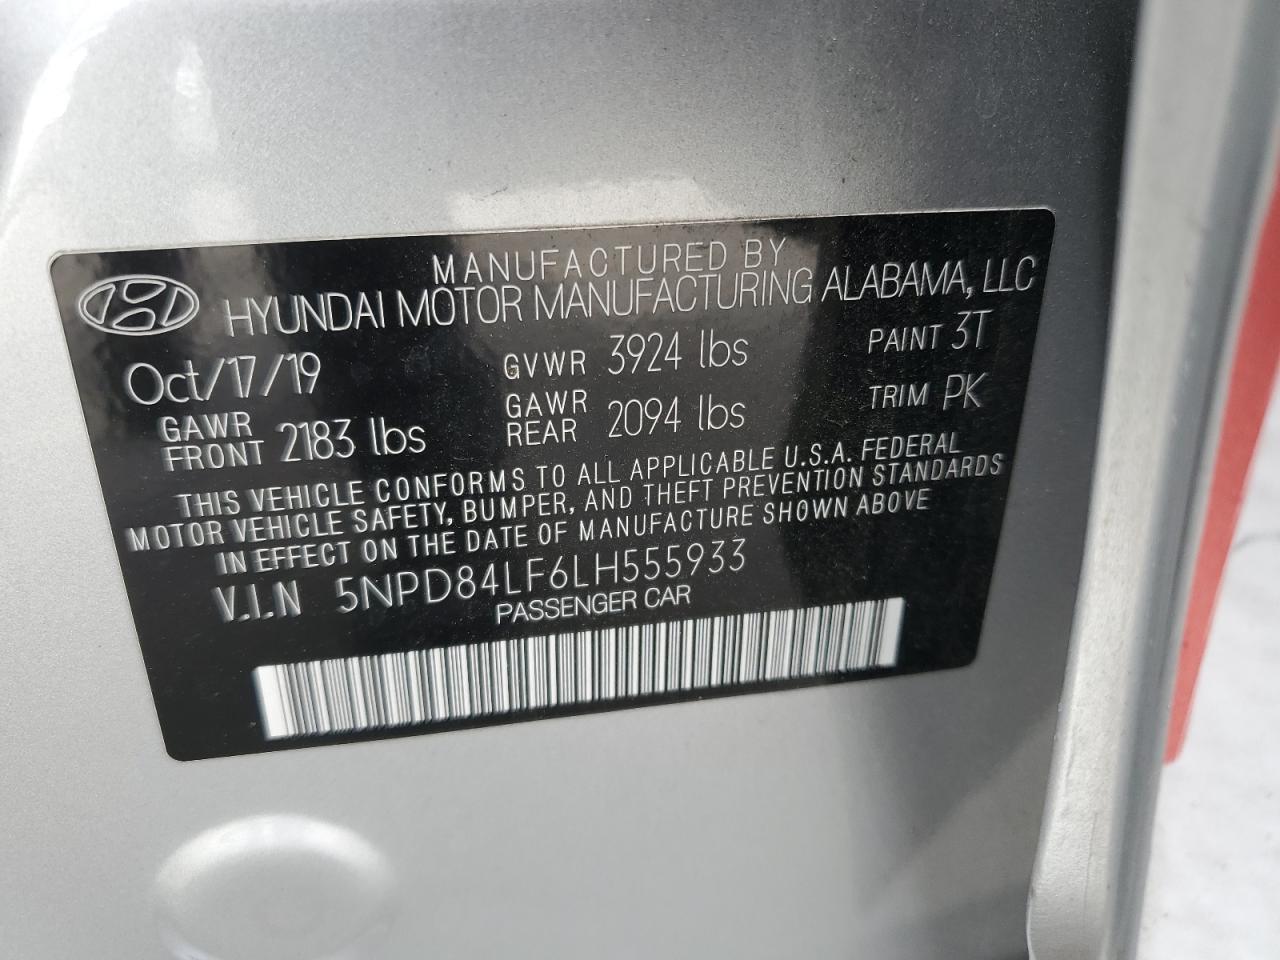 MANUFACTURED BY
HYUNDAI MOTOR MANUFACTURING ALABAMA, LLC
Oct/17/19 GVWR 3924 lbs PAINT 3T
GAWR FRONT 2183 lbs GAWR REAR 2094 lbs TRIM PK
THIS VEHICLE CONFORMS TO ALL APPLICABLE U.S.A. FEDERAL
MOTOR VEHICLE SAFETY, BUMPER, AND THEFT PREVENTION STANDARDS
IN EFFECT ON THE DATE OF MANUFACTURE SHOWN ABOVE
V.I.N 5NPD84LF6LH555933
PASSENGER CAR